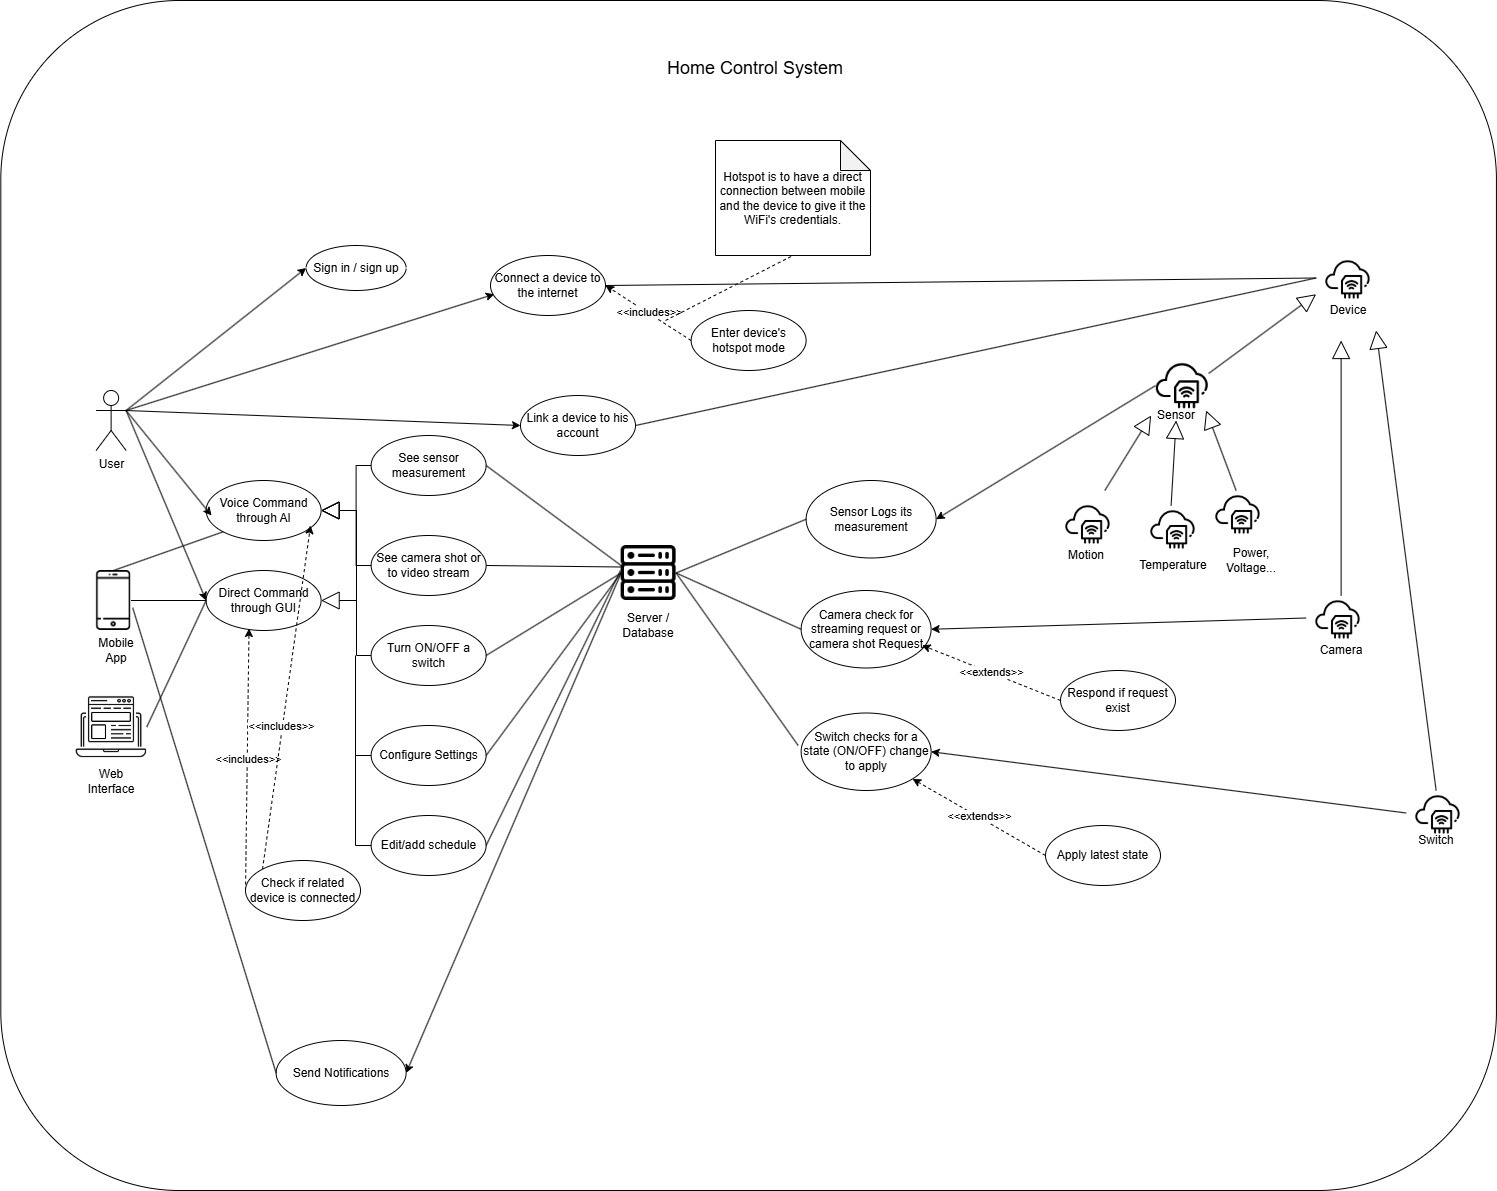 Home Control System
Hotspot is to have a direct
connection between mobile
and the device to give it the
WiFi's credentials.
Sign in / sign up
Connect a device to
the internet
<<includes>>
Enter device's
hotspot mode
Device
Link a device to his
account
Sensor
User
See sensor
measurement
Voice Command
through AI
Sensor Logs its
measurement
Motion
Temperature
Power,
Voltage...
See camera shot or
to video stream
Direct Command
through GUI
Server /
Database
Camera check for
streaming request or
camera shot Request
Camera
Mobile
App
Turn ON/OFF a
switch
<<extends>>
Respond if request
exist
<<includes>>
<<includes>>
Web
Interface
Configure Settings
Switch checks for a
state (ON/OFF) change
to apply
<<extends>>
Switch
Edit/add schedule
Apply latest state
Check if related
device is connected
Send Notifications